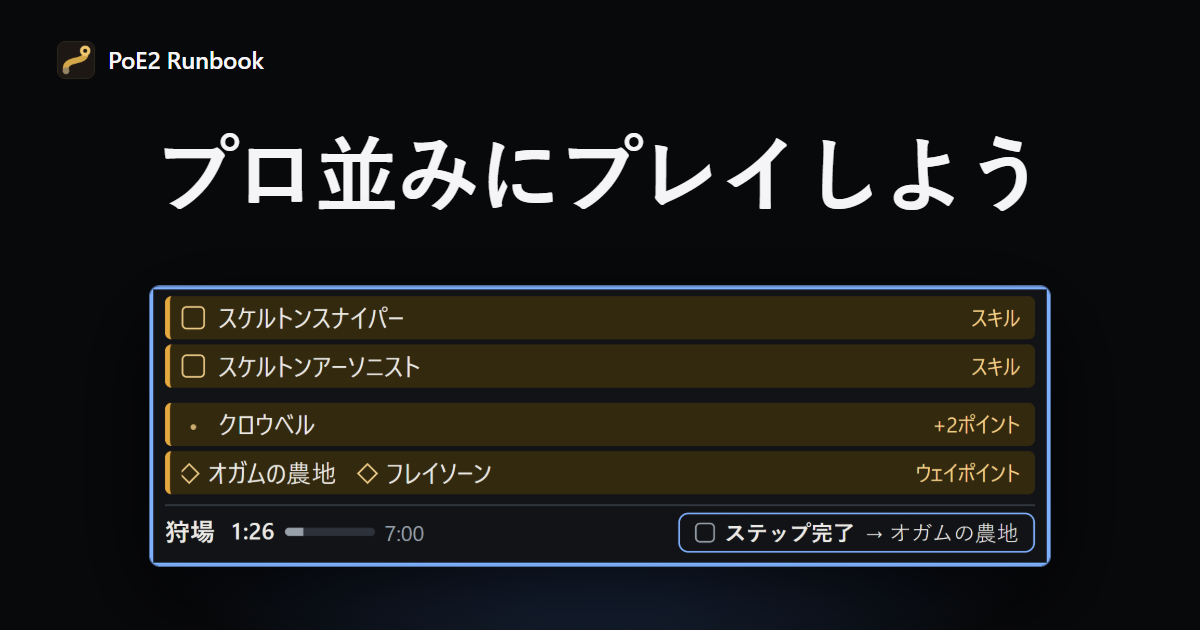 PoE2 Runbook
プロ並みにプレイしよう
スケルトンスナイパー スキル
スケルトンアーソニスト スキル
クロウベル +2ポイント
オガムの農地 フレイソーン ウェイポイント
狩場 1:26 7:00 ステップ完了 → オガムの農地